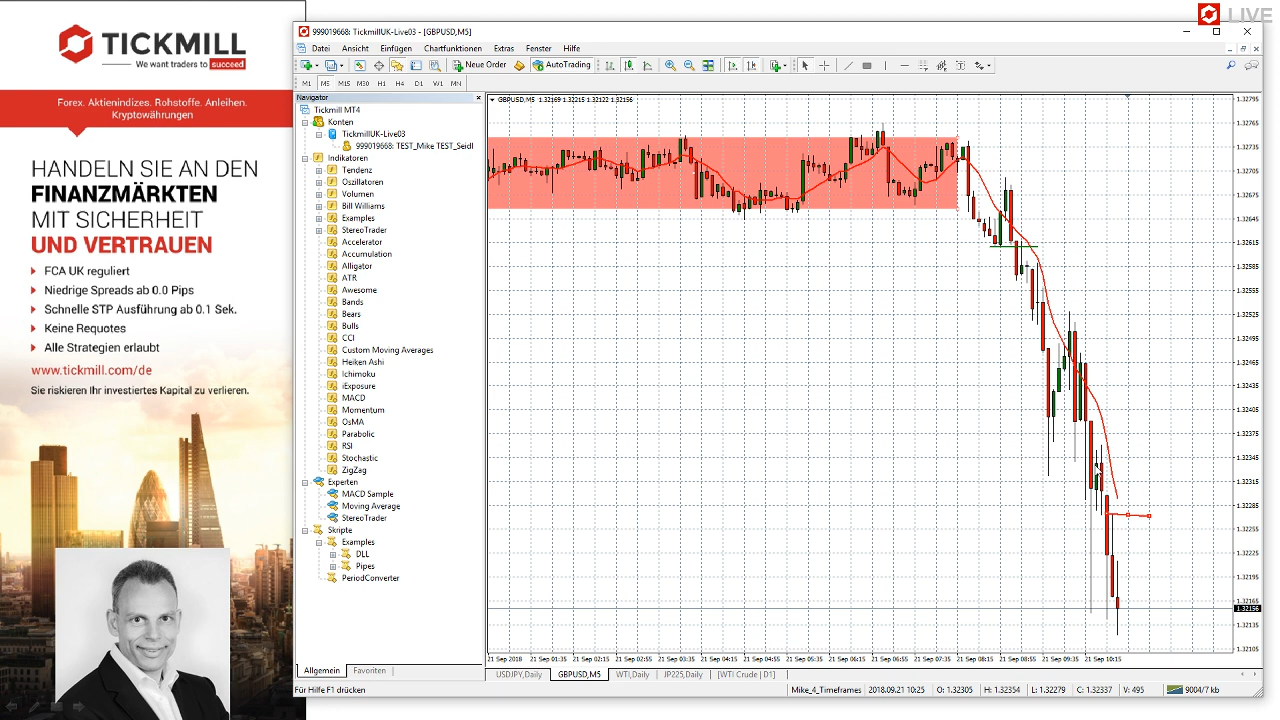 TICKMILL
We want traders to succeed
Forex. Aktienindizes. Rohstoffe. Anleihen.
Kryptowährungen
HANDELN SIE AN DEN
FINANZMÄRKTEN
MIT SICHERHEIT
UND VERTRAUEN
FCA UK reguliert
Niedrige Spreads ab 0.0 Pips
Schnelle STP Ausführung ab 0.1 Sek.
Keine Requotes
Alle Strategien erlaubt
www.tickmill.com/de
Sie riskieren Ihr investiertes Kapital zu verlieren.
LIVE
999019668: TickmillUK-Live03 - [GBPUSD,M5]
Datei Ansicht Einfügen Chartfunktionen Extras Fenster Hilfe
New Order AutoTrading
M1 M5 M15 M30 H1 H4 D1 W1 MN
Navigator
Tickmill MT4
Konten
TickmillUK-Live03
999019668: TEST_Mike TEST_Seidl
Indikatoren
Tendenz
Oszillatoren
Volumen
Bill Williams
Examples
StereoTrader
Accelerator
Accumulation
Alligator
ATR
Awesome
Bands
Bears
Bulls
CCI
Custom Moving Averages
Heiken Ashi
Ichimoku
iExposure
MACD
Momentum
OsMA
Parabolic
RSI
Stochastic
ZigZag
Experten
MACD Sample
Moving Average
StereoTrader
Skripte
Examples
DLL
Pipes
PeriodConverter
Allgemein Favoriten
GBPUSD,M5 1.32169 1.32215 1.32122 1.32156
1.32795
1.32765
1.32735
1.32705
1.32675
1.32645
1.32615
1.32585
1.32555
1.32525
1.32495
1.32465
1.32435
1.32405
1.32375
1.32345
1.32315
1.32285
1.32255
1.32225
1.32195
1.32165
1.32156
1.32135
1.32105
21 Sep 2018 21 Sep 01:35 21 Sep 02:15 21 Sep 02:55 21 Sep 03:35 21 Sep 04:15 21 Sep 04:55 21 Sep 05:35 21 Sep 06:15 21 Sep 06:55 21 Sep 07:35 21 Sep 08:15 21 Sep 08:55 21 Sep 09:35 21 Sep 10:15
USDJPY,Daily GBPUSD,M5 WTI,Daily JP225,Daily [WTI Crude | D1]
Für Hilfe F1 drücken Mike_4_Timeframes 2018.09.21 10:25 O: 1.32305 H: 1.32354 L: 1.32279 C: 1.32337 V: 495 9004/7 kb